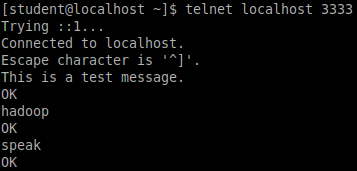 [student@localhost ~]$ telnet localhost 3333
Trying ::1...
Connected to localhost.
Escape character is '^]'.
This is a test message.
OK
hadoop
OK
speak
OK